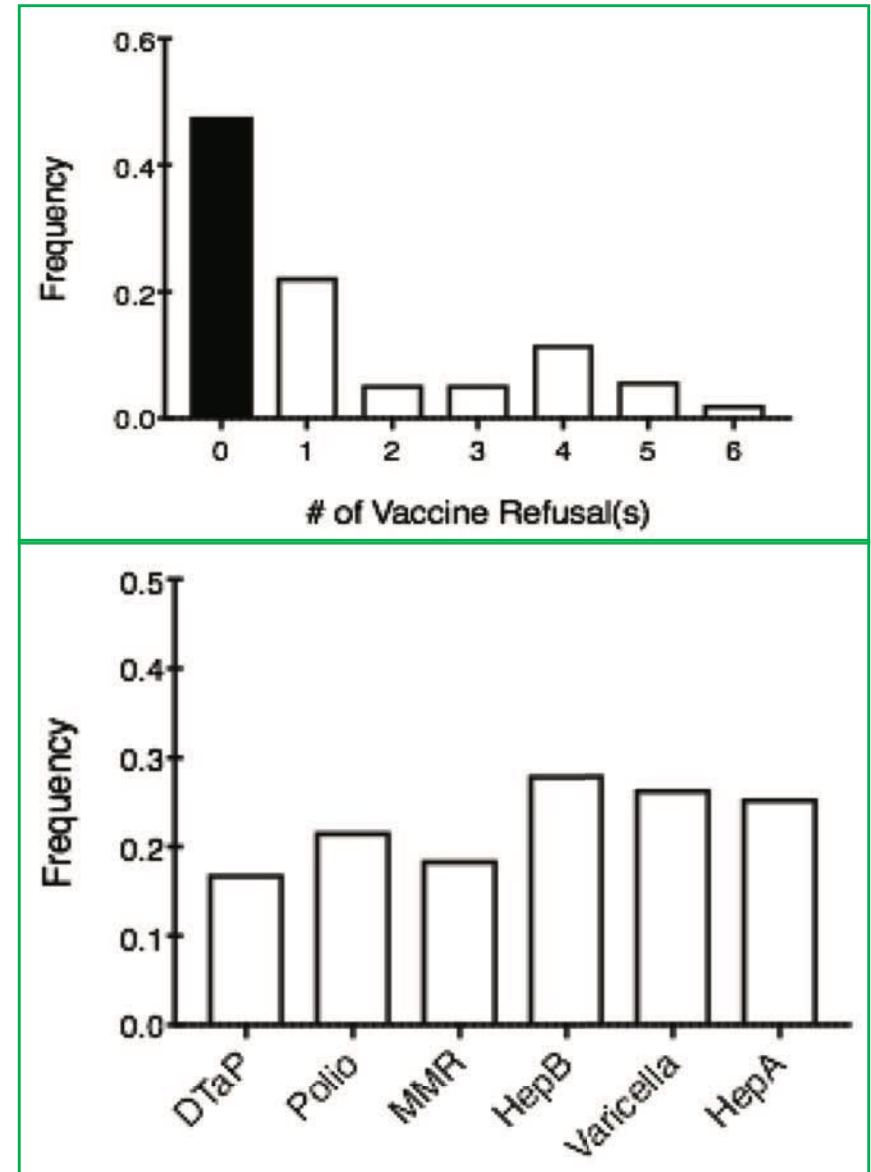 0.6
0.4
0.2
0.0
Frequency
0 1 2 3 4 5 6
# of Vaccine Refusal(s)
0.5
0.4
0.3
0.2
0.1
0.0
Frequency
DTaP Polio MMR HepB Varicella HepA